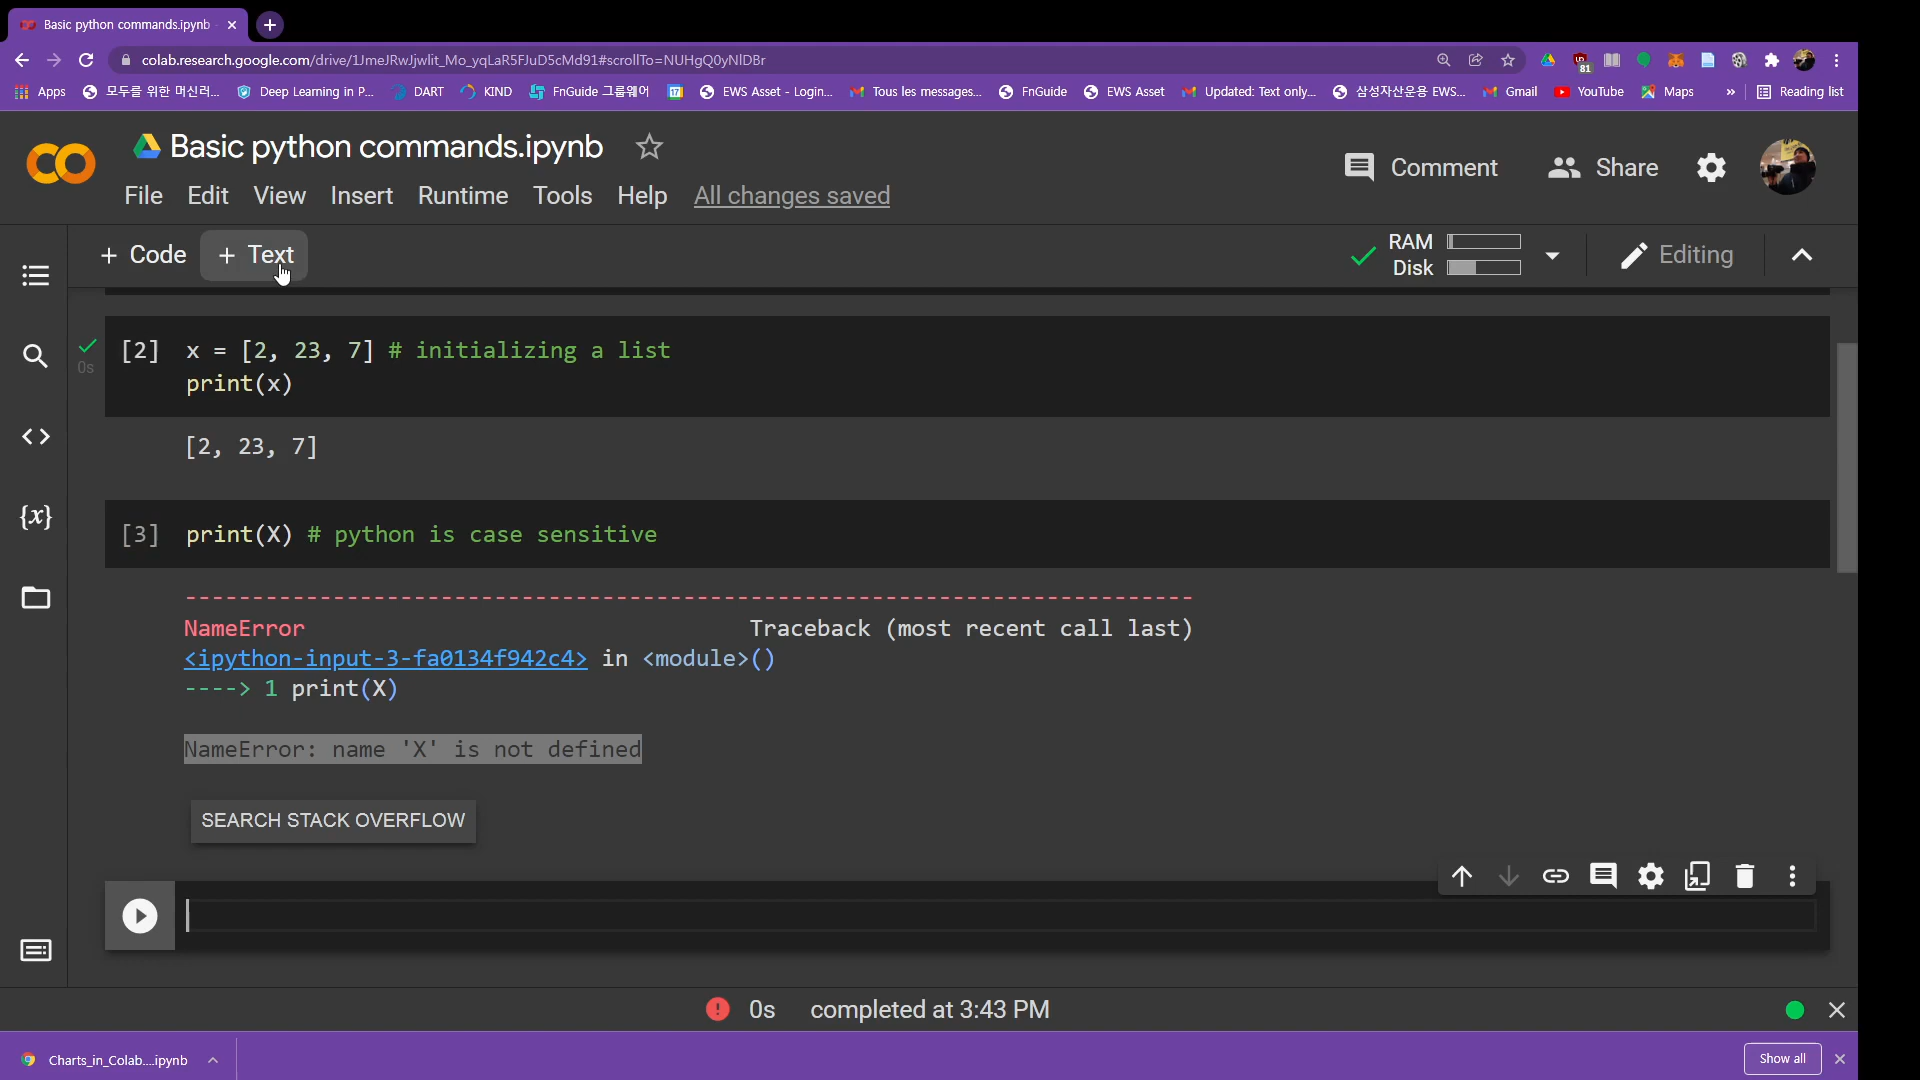 Basic python commands.ipynb
colab.research.google.com/drive/1JmeJRwJjwlit_Mo_yqLaR5FJuD5cMd91#scrollTo=NUHgQ0yNlDBr
81
Apps 모두를 위한 머신러... Deep Learning in P... DART KIND FnGuide 그룹웨어 17 EWS Asset - Login... Tous les messages... FnGuide EWS Asset Updated: Text only... 삼성자산운용 EWS... Gmail YouTube Maps » Reading list
Basic python commands.ipynb
Comment Share
File Edit View Insert Runtime Tools Help All changes saved
+ Code + Text
RAM
Disk
Editing
[2] x = [2, 23, 7] # initializing a list
0s
print(x)
[2, 23, 7]
[3] print(X) # python is case sensitive
---------------------------------------------------------------------------
NameError Traceback (most recent call last)
<ipython-input-3-fa0134f942c4> in <module>()
----> 1 print(X)
NameError: name 'X' is not defined
SEARCH STACK OVERFLOW
0s completed at 3:43 PM
Charts_in_Colab....ipynb
Show all